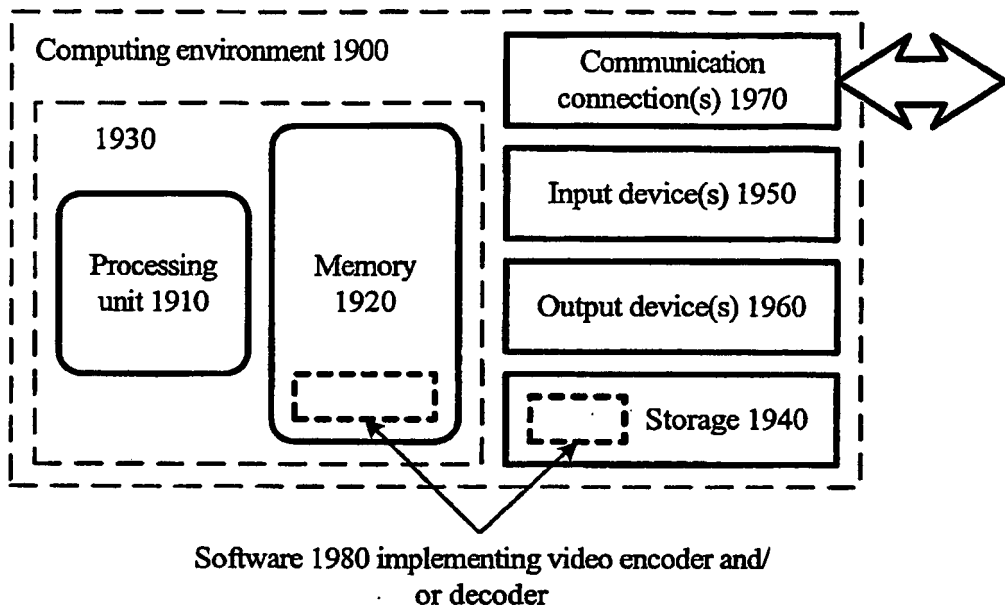 Computing environment 1900
Communication
connection(s) 1970
1930
Input device(s) 1950
Processing
unit 1910
Memory
1920
Output device(s) 1960
Storage 1940
Software 1980 implementing video encoder and/
or decoder